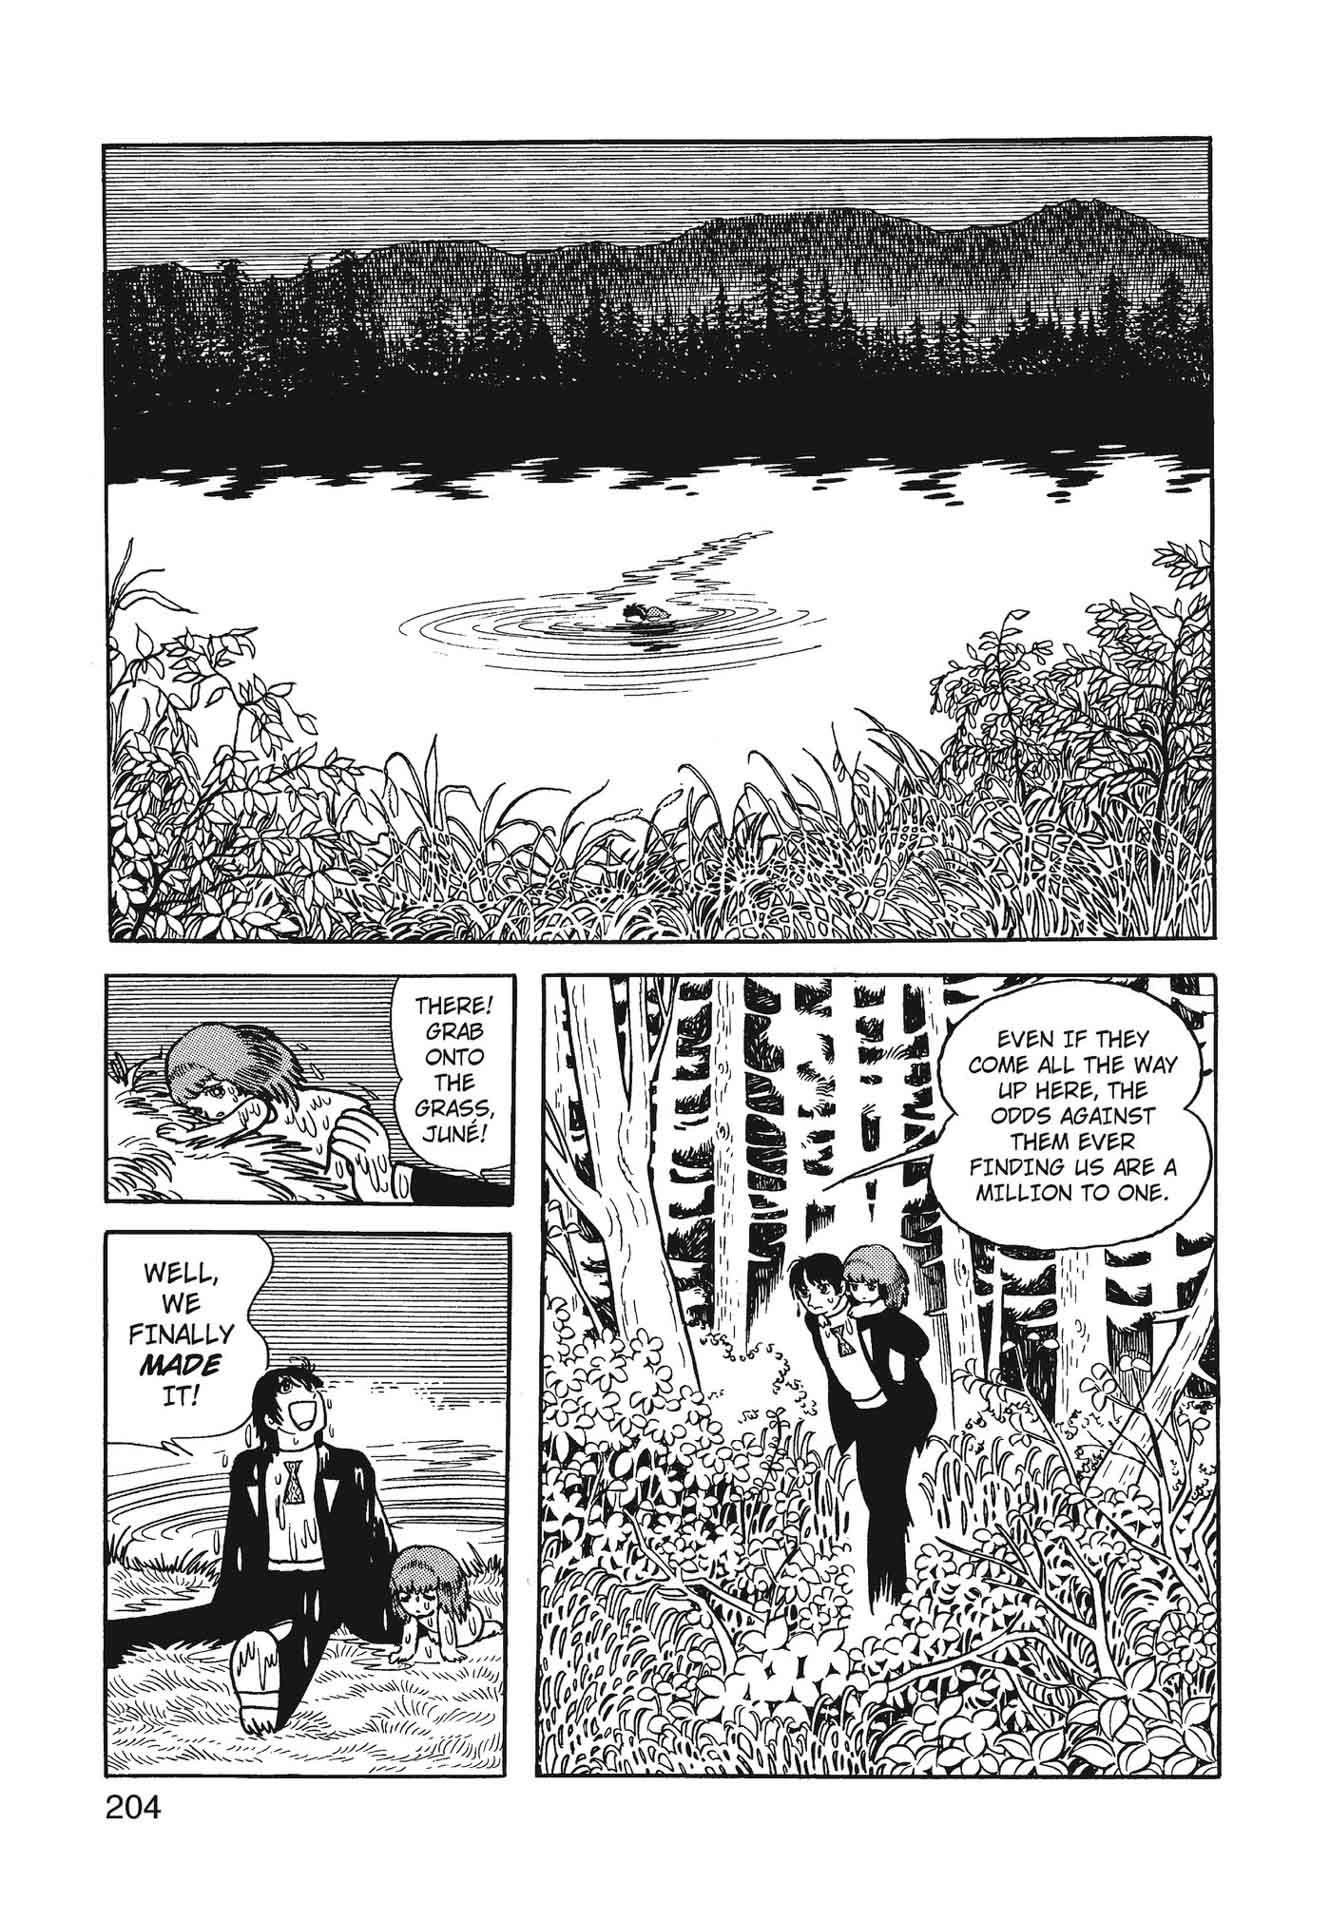 THERE!
GRAB
ONTO
THE
GRASS,
JUNÉ!
WELL,
WE
FINALLY
MADE
IT!
EVEN IF THEY
COME ALL THE WAY
UP HERE, THE
ODDS AGAINST
THEM EVER
FINDING US ARE A
MILLION TO ONE.
204